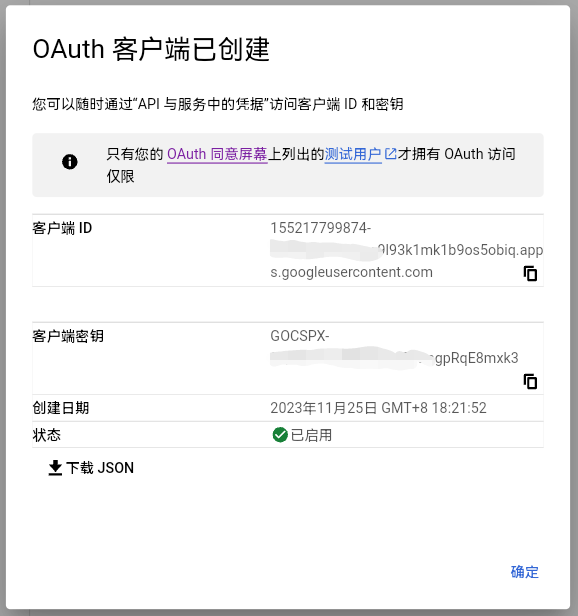 OAuth 客户端已创建
您可以随时通过“API 与服务中的凭据”访问客户端 ID 和密钥
只有您的 OAuth 同意屏幕上列出的测试用户才拥有 OAuth 访问
仅限
客户端 ID
155217799874-
9l93k1mk1b9os5obiq.app
s.googleusercontent.com
客户端密钥
GOCSPX-
gpRqE8mxk3
创建日期
2023年11月25日 GMT+8 18:21:52
状态
已启用
下载 JSON
确定